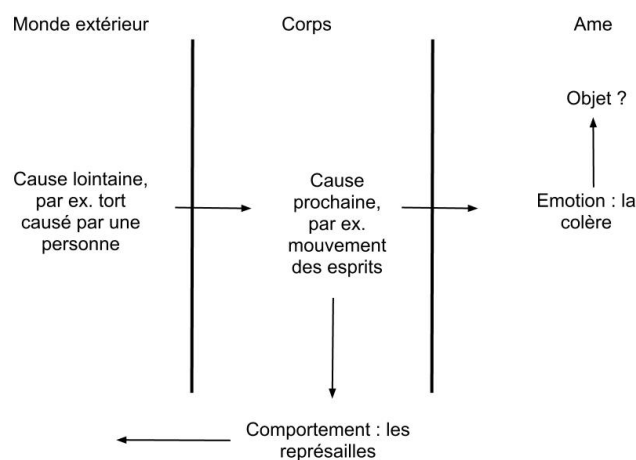 Monde extérieur
Corps
Ame
Objet ?
Cause lointaine,
par ex. tort
causé par une
personne
Cause
prochaine,
par ex.
mouvement
des esprits
Emotion : la
colère
Comportement : les
représailles